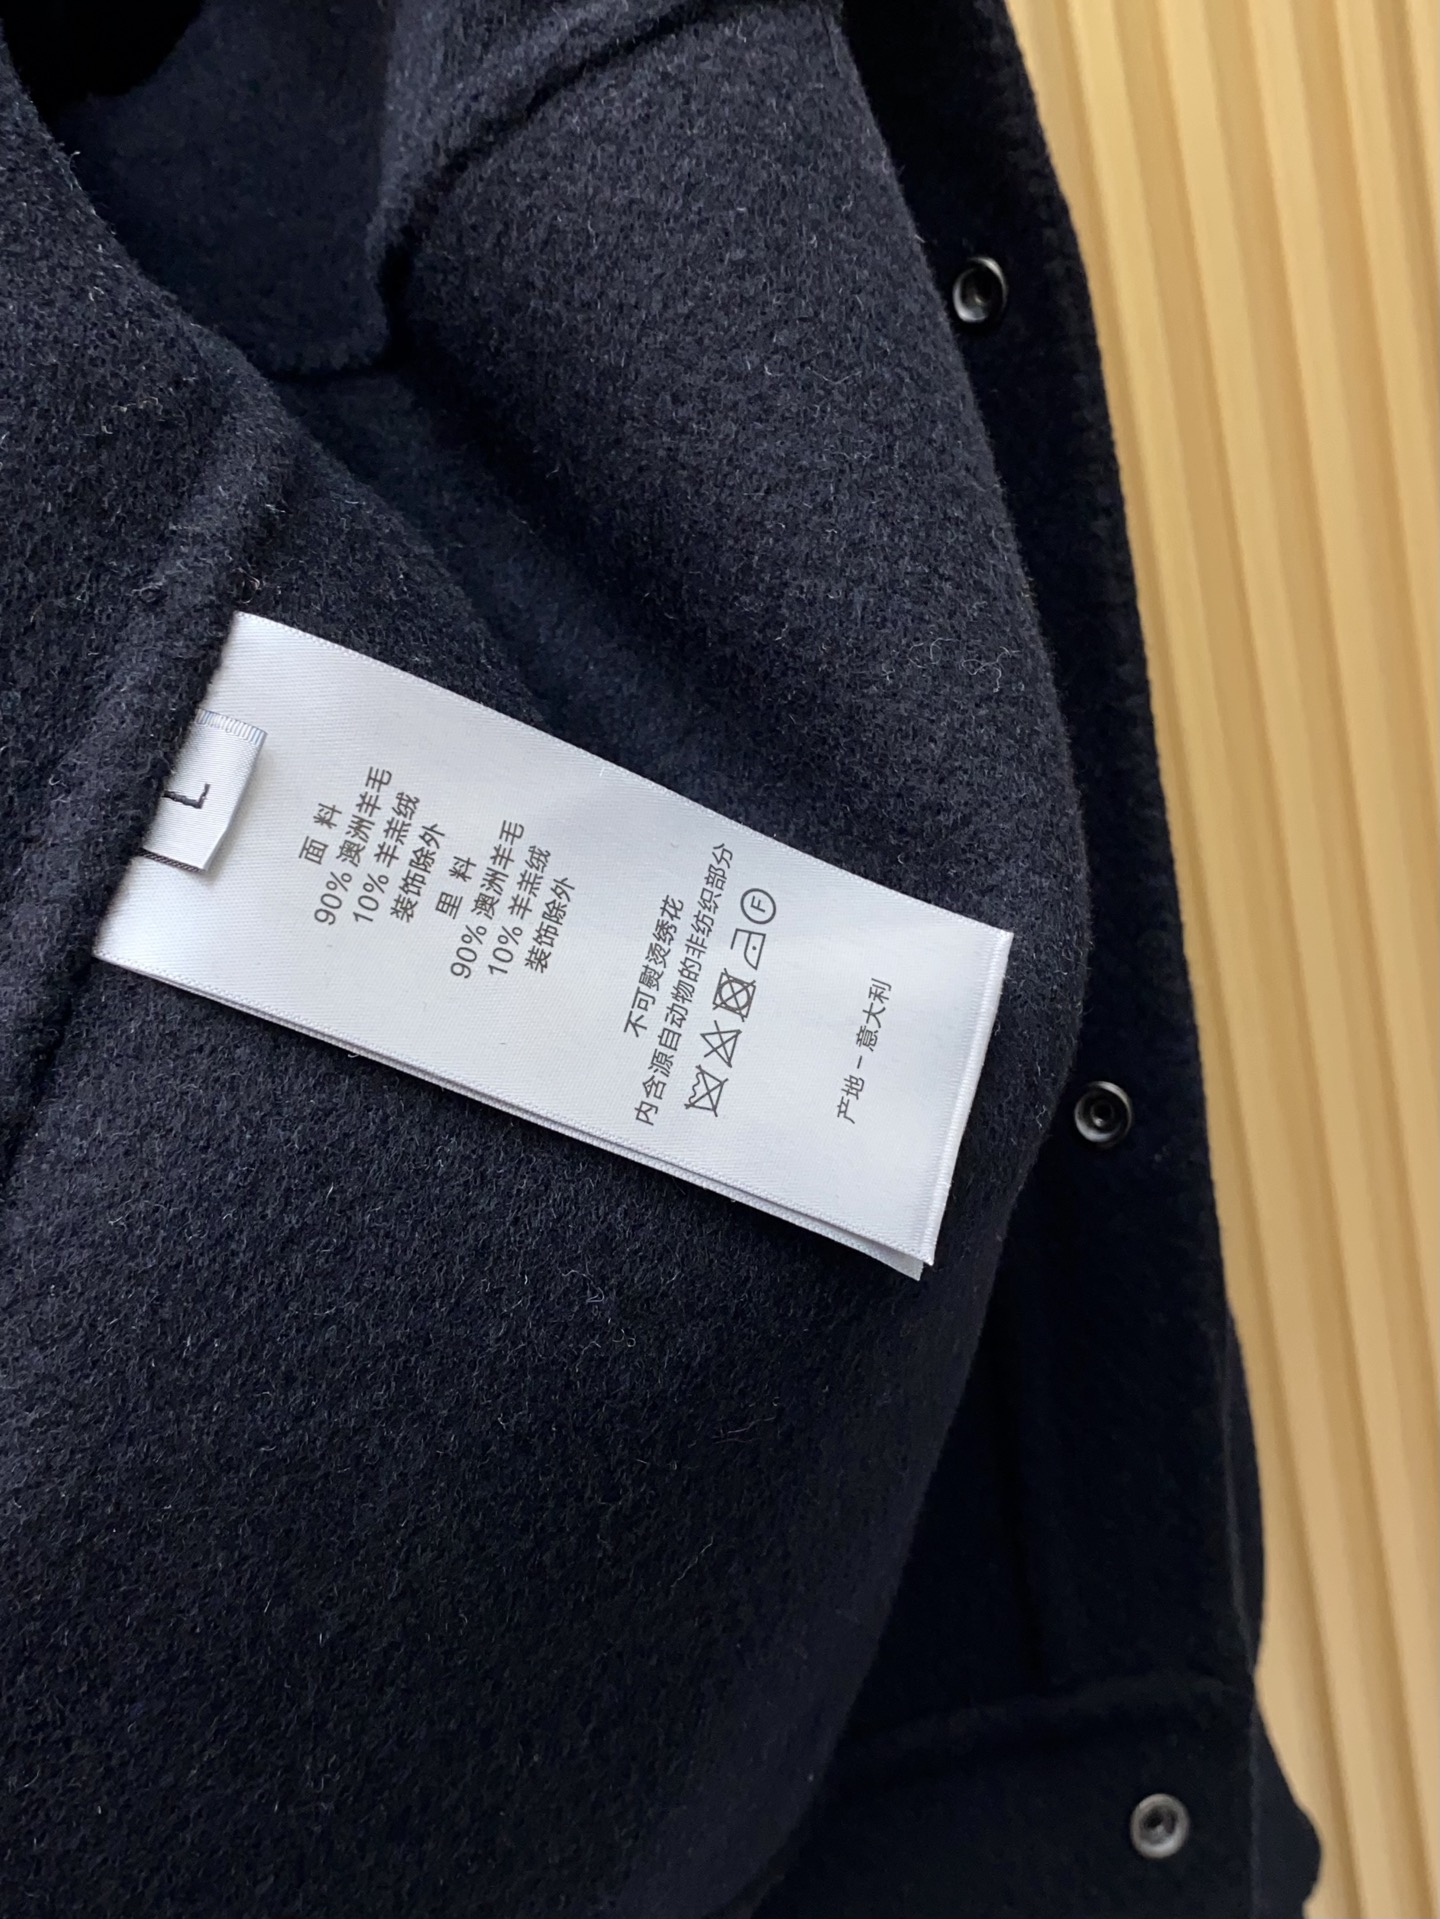 L
面 料
90% 澳洲羊毛
10% 羊羔绒
装饰除外
里 料
90% 澳洲羊毛
10% 羊羔绒
装饰除外
不可熨烫绣花
内含源自动物的非纺织部分
F
产地 – 意大利